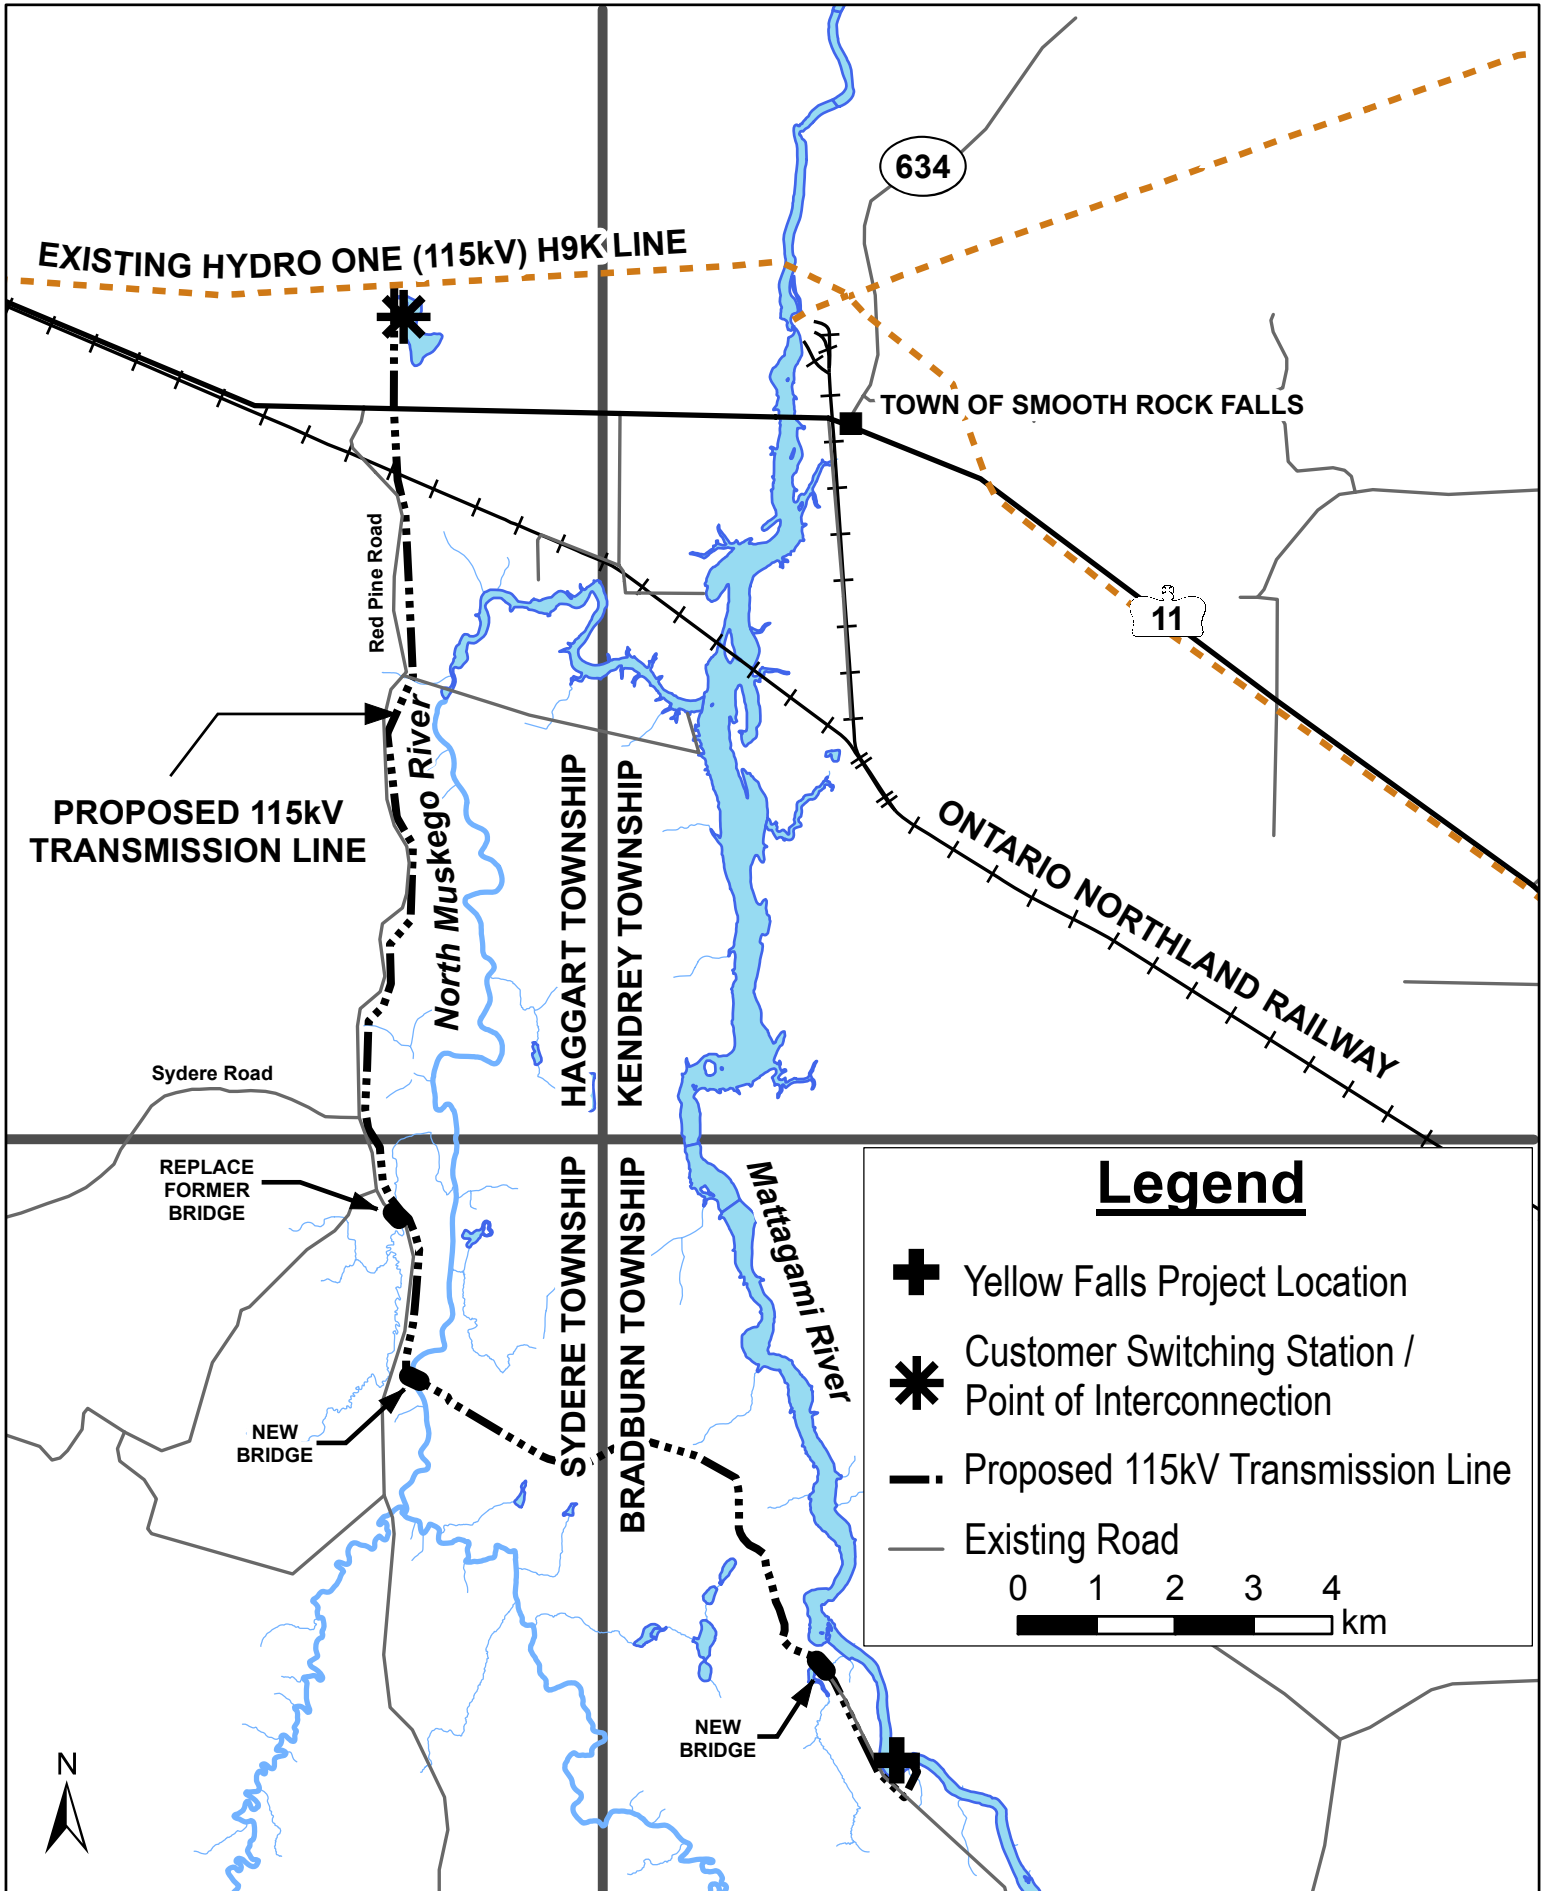 634
EXISTING HYDRO ONE (115kV) H9K LINE
TOWN OF SMOOTH ROCK FALLS
Red Pine Road
11
North Muskego River
PROPOSED 115kV
TRANSMISSION LINE
HAGGART TOWNSHIP
KENDREY TOWNSHIP
ONTARIO NORTHLAND RAILWAY
Sydere Road
REPLACE
FORMER
BRIDGE
SYDERE TOWNSHIP
BRADBURN TOWNSHIP
Mattagami River
NEW
BRIDGE
NEW
BRIDGE
N
Legend
Yellow Falls Project Location
Customer Switching Station /
Point of Interconnection
Proposed 115kV Transmission Line
Existing Road
0 1 2 3 4
km